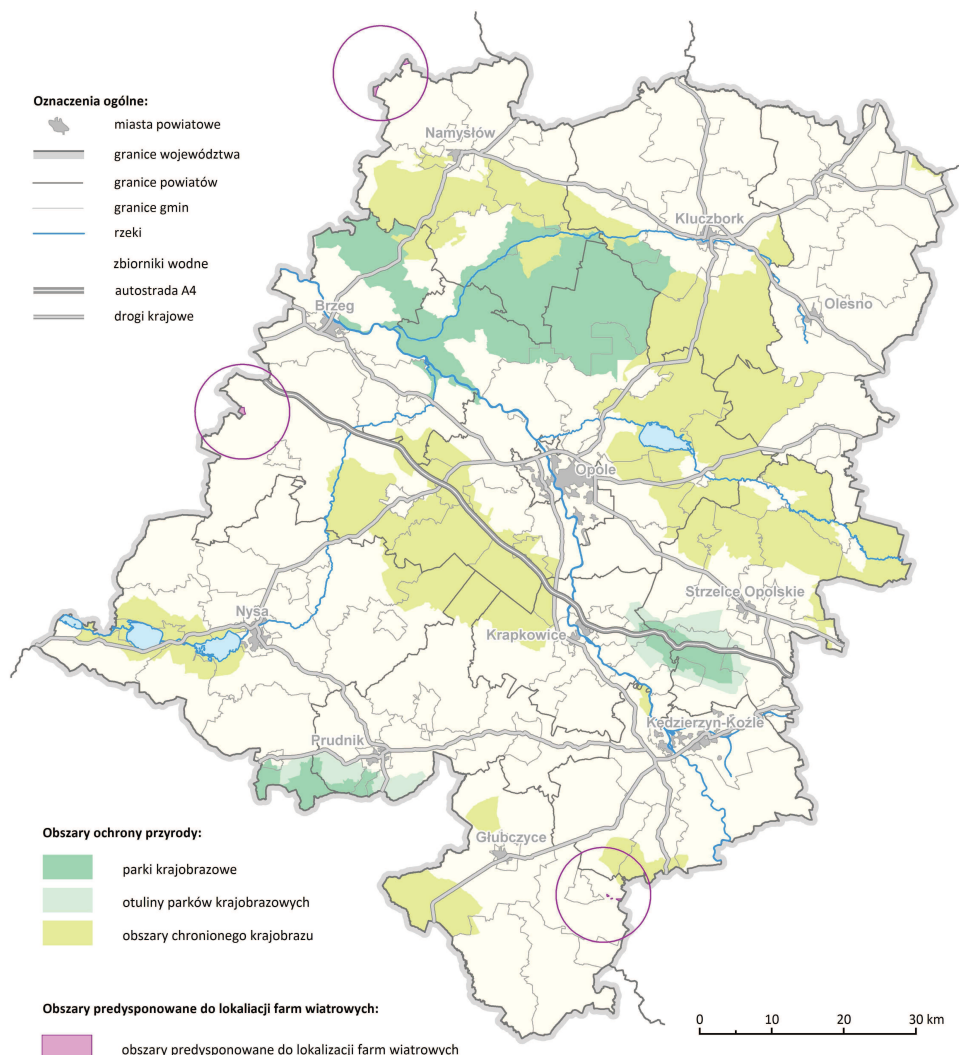 Oznaczenia ogólne:
miasta powiatowe
granice województwa
granice powiatów
granice gmin
rzeki
zbiorniki wodne
autostrada A4
drogi krajowe
Namysłów
Kluczbork
Brzeg
Olesno
Opole
Strzelce Opolskie
Nysa
Krapkowice
Kędzierzyn-Koźle
Prudnik
Głubczyce
Obszary ochrony przyrody:
parki krajobrazowe
otuliny parków krajobrazowych
obszary chronionego krajobrazu
Obszary predysponowane do lokaliacji farm wiatrowych:
obszary predysponowane do lokalizacji farm wiatrowych
0 10 20 30 km